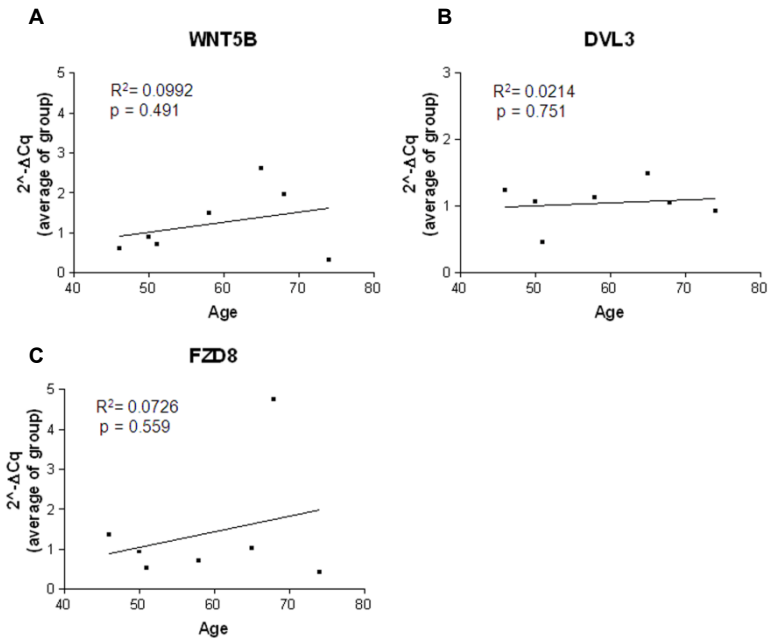 A
WNT5B
R²= 0.0992
p = 0.491
2^-ΔCq
(average of group)
5
4
3
2
1
0
40 50 60 70 80
Age
B
DVL3
R²= 0.0214
p = 0.751
2^-ΔCq
(average of group)
3
2
1
0
40 50 60 70 80
Age
C
FZD8
R²= 0.0726
p = 0.559
2^-ΔCq
(average of group)
5
4
3
2
1
0
40 50 60 70 80
Age